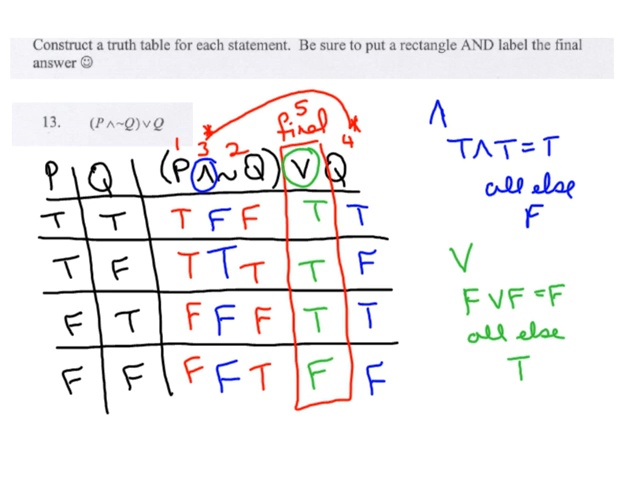 Construct a truth table for each statement. Be sure to put a rectangle AND label the final
answer ☺
13. (P∧~Q)∨Q
5
final
1 3 2 4
P Q (P∧~Q) ∨ Q
T T T F F T T
T F T T T T F
F T F F F T T
F F F F T F F
∧
T∧T=T
all else
F
∨
F∨F=F
all else
T